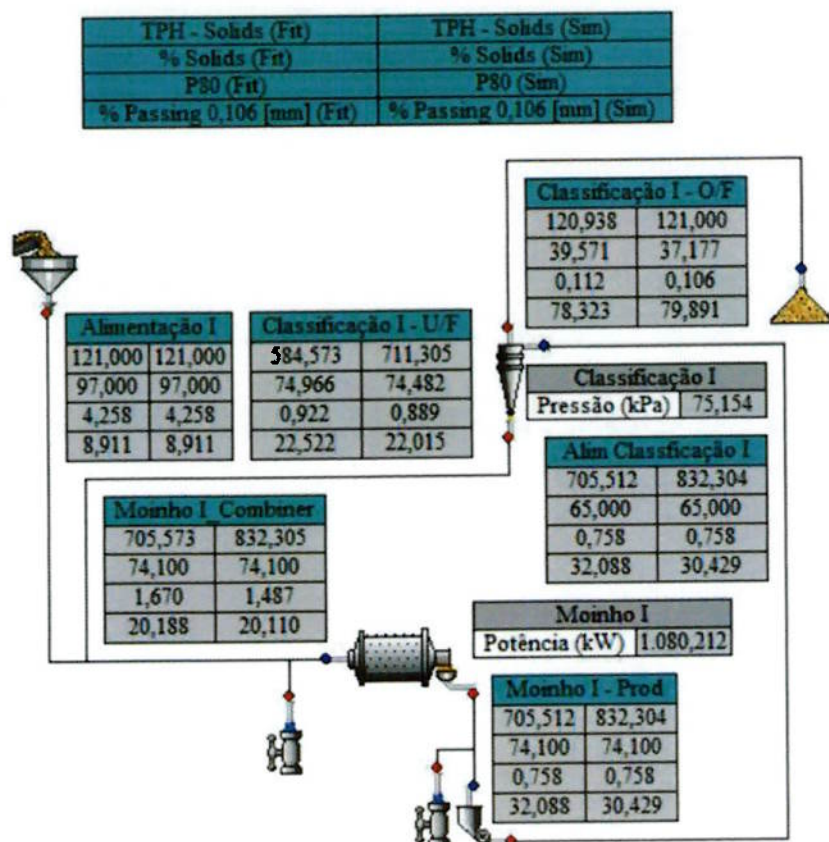 TPH - Solids (Fit) TPH - Solids (Sim)
% Solids (Fit) % Solids (Sim)
P80 (Fit) P80 (Sim)
% Passing 0,106 [mm] (Fit) % Passing 0,106 [mm] (Sim)
Classificação I - O/F
120,938 121,000
39,571 37,177
0,112 0,106
78,323 79,891
Alimentação I
121,000 121,000
97,000 97,000
4,258 4,258
8,911 8,911
Classificação I - U/F
584,573 711,305
74,966 74,482
0,922 0,889
22,522 22,015
Classificação I
Pressão (kPa) 75,154
Alim Classficação I
705,512 832,304
65,000 65,000
0,758 0,758
32,088 30,429
Moinho I_Combiner
705,573 832,305
74,100 74,100
1,670 1,487
20,188 20,110
Moinho I
Potência (kW) 1.080,212
Moinho I - Prod
705,512 832,304
74,100 74,100
0,758 0,758
32,088 30,429